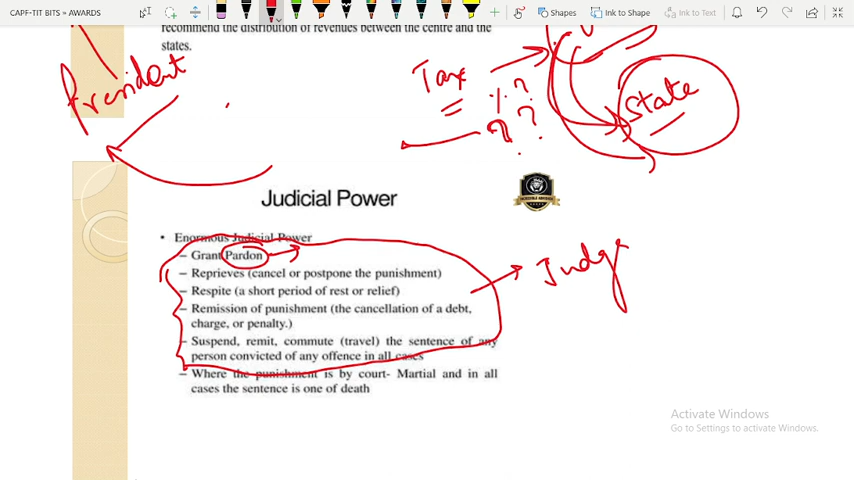 CAPF-TIT BITS » AWARDS
Shapes
Ink to Shape
Ink to Text
recommend the distribution of revenues between the centre and the
states.
President
Tax
=
% ?
? ?
State
Judicial Power
• Enormous Judicial Power
– Grant Pardon
– Reprieves (cancel or postpone the punishment)
– Respite (a short period of rest or relief)
– Remission of punishment (the cancellation of a debt,
charge, or penalty.)
– Suspend, remit, commute (travel) the sentence of any
person convicted of any offence in all cases
– Where the punishment is by court- Martial and in all
cases the sentence is one of death
Judge
Activate Windows
Go to Settings to activate Windows.